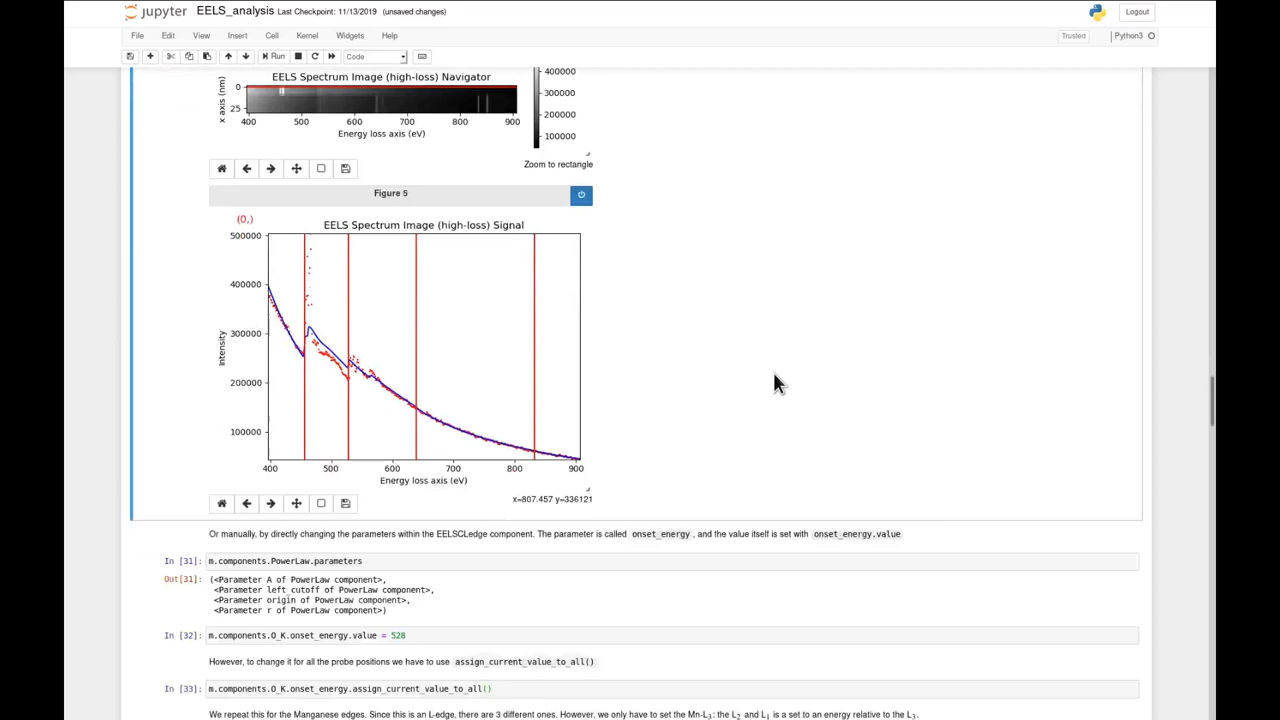 jupyter EELS_analysis Last Checkpoint: 11/13/2019 (unsaved changes) Logout
File Edit View Insert Cell Kernel Widgets Help Trusted Python3
Run Code
EELS Spectrum Image (high-loss) Navigator
x axis (nm)
0
25
400 500 600 700 800 900
Energy loss axis (eV)
400000
300000
200000
100000
Zoom to rectangle
Figure 5
(0,)
EELS Spectrum Image (high-loss) Signal
500000
400000
300000
200000
100000
Intensity
400 500 600 700 800 900
Energy loss axis (eV)
x=807.457 y=336121
Or manually, by directly changing the parameters within the EELSCLedge component. The parameter is called onset_energy , and the value itself is set with onset_energy.value
In [31]: m.components.PowerLaw.parameters
Out[31]: (<Parameter A of PowerLaw component>,
<Parameter left_cutoff of PowerLaw component>,
<Parameter origin of PowerLaw component>,
<Parameter r of PowerLaw component>)
In [32]: m.components.O_K.onset_energy.value = 528
However, to change it for all the probe positions we have to use assign_current_value_to_all()
In [33]: m.components.O_K.onset_energy.assign_current_value_to_all()
We repeat this for the Manganese edges. Since this is an L-edge, there are 3 different ones. However, we only have to set the Mn-L₃: the L₂ and L₁ is a set to an energy relative to the L₃.